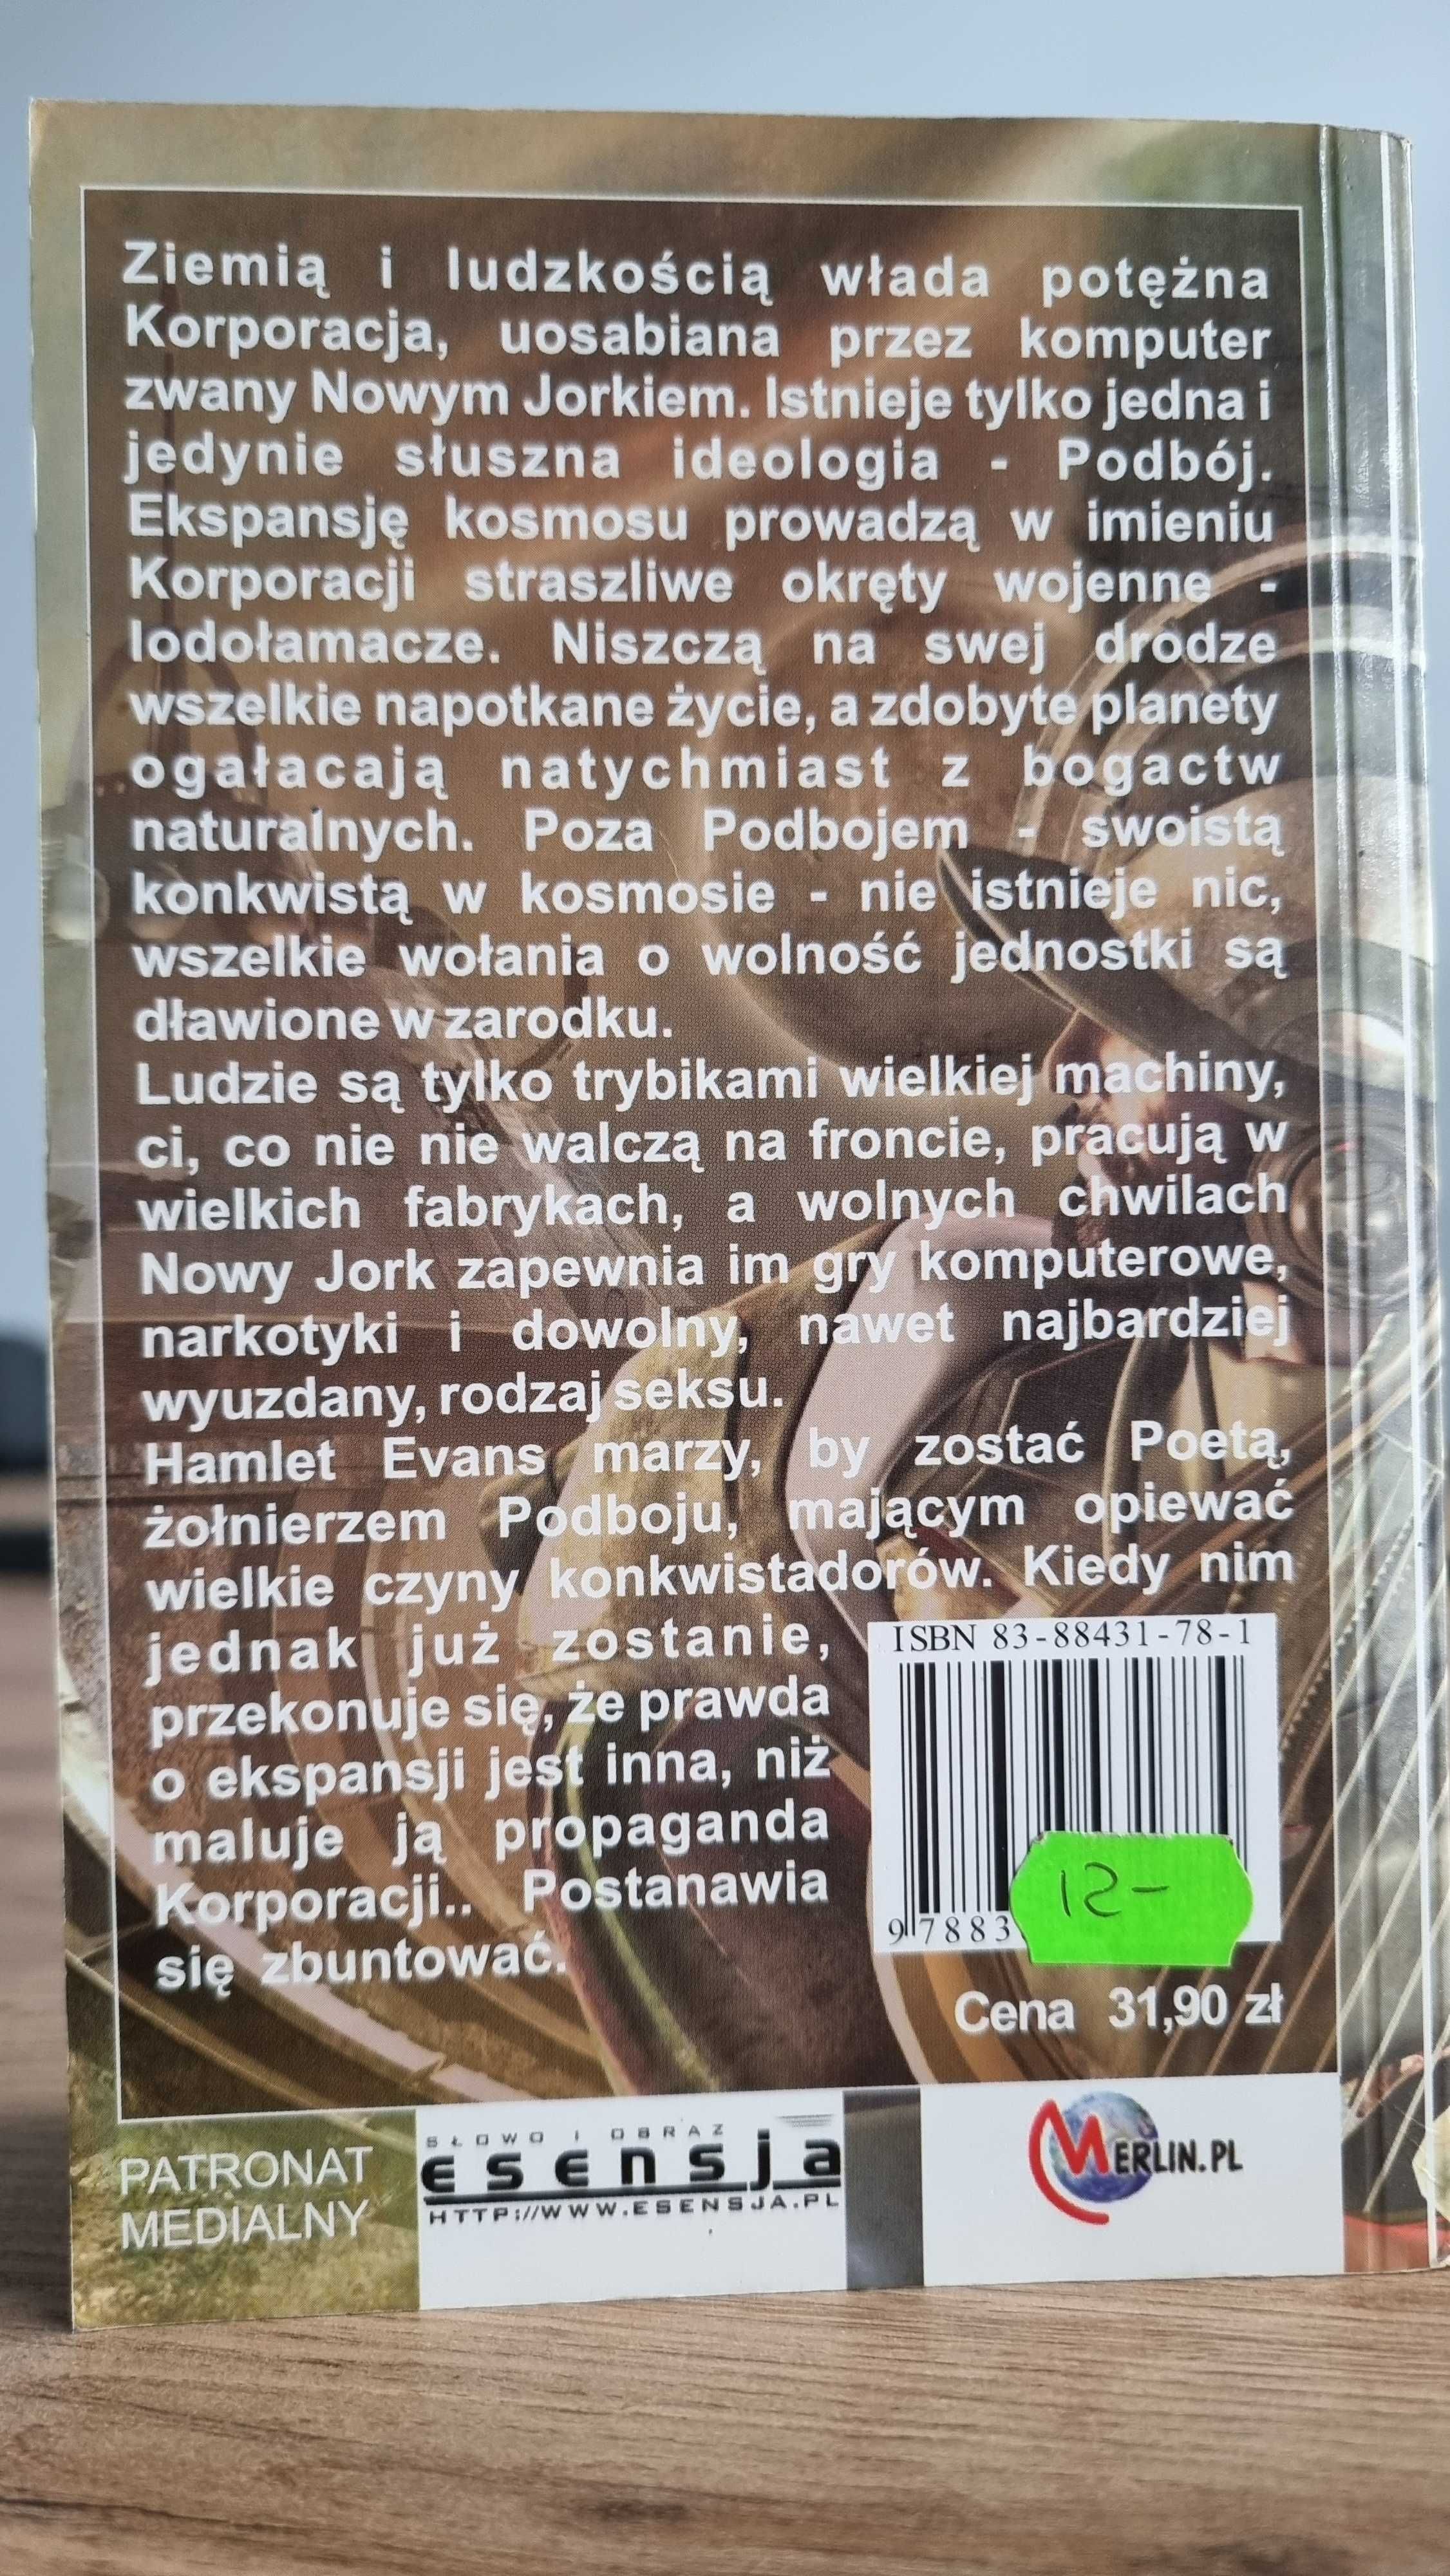 Ziemią i ludzkością włada potężna
Korporacja, uosabiana przez komputer
zwany Nowym Jorkiem. Istnieje tylko jedna i
jedynie słuszna ideologia - Podbój.
Ekspansję kosmosu prowadzą w imieniu
Korporacji straszliwe okręty wojenne -
lodołamacze. Niszczą na swej drodze
wszelkie napotkane życie, a zdobyte planety
ogałacają natychmiast z bogactw
naturalnych. Poza Podbojem - swoistą
konkwistą w kosmosie - nie istnieje nic,
wszelkie wołania o wolność jednostki są
dławione w zarodku.
Ludzie są tylko trybikami wielkiej machiny,
ci, co nie nie walczą na froncie, pracują w
wielkich fabrykach, a wolnych chwilach
Nowy Jork zapewnia im gry komputerowe,
narkotyki i dowolny, nawet najbardziej
wyuzdany, rodzaj seksu.
Hamlet Evans marzy, by zostać Poetą,
żołnierzem Podboju, mającym opiewać
wielkie czyny konkwistadorów. Kiedy nim
jednak już zostanie,
przekonuje się, że prawda
o ekspansji jest inna, niż
maluje ją propaganda
Korporacji.. Postanawia
się zbuntować.
ISBN 83-88431-78-1
9 7883
12-
Cena 31,90 zł
PATRONAT
MEDIALNY
SŁOWO I OBRAZ
esensja
HTTP://WWW.ESENSJA.PL
MERLIN.PL